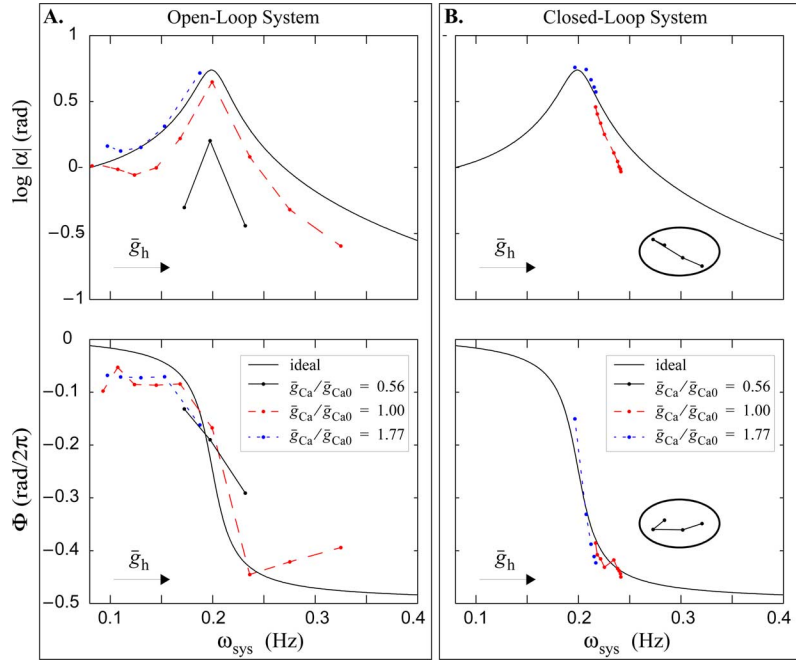 A. Open-Loop System
B. Closed-Loop System
log |α| (rad)
1
0.5
0
−0.5
−1
ḡh
ḡh
Φ (rad/2π)
0
−0.1
−0.2
−0.3
−0.4
−0.5
ideal
ḡCa/ḡCa0 = 0.56
ḡCa/ḡCa0 = 1.00
ḡCa/ḡCa0 = 1.77
ideal
ḡCa/ḡCa0 = 0.56
ḡCa/ḡCa0 = 1.00
ḡCa/ḡCa0 = 1.77
ḡh
ḡh
0.1 0.2 0.3 0.4
0.1 0.2 0.3 0.4
ωsys (Hz)
ωsys (Hz)